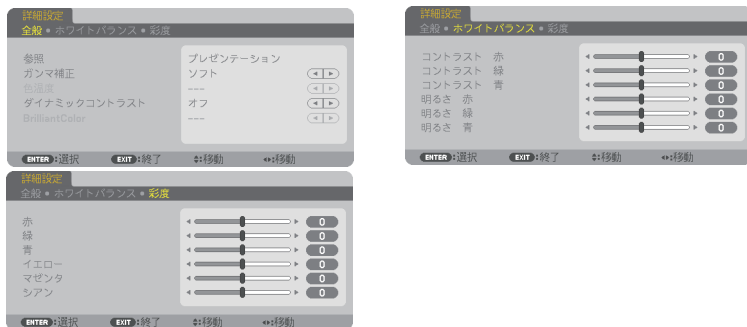 詳細設定
全般 • ホワイトバランス • 彩度
参照 プレゼンテーション
ガンマ補正 ソフト
色温度 ---
ダイナミックコントラスト オフ
BrilliantColor ---
ENTER:選択 EXIT:終了 :移動 :移動
詳細設定
全般 • ホワイトバランス • 彩度
コントラスト 赤 0
コントラスト 緑 0
コントラスト 青 0
明るさ 赤 0
明るさ 緑 0
明るさ 青 0
ENTER:選択 EXIT:終了 :移動 :移動
詳細設定
全般 • ホワイトバランス • 彩度
赤 0
緑 0
青 0
イエロー 0
マゼンタ 0
シアン 0
ENTER:選択 EXIT:終了 :移動 :移動